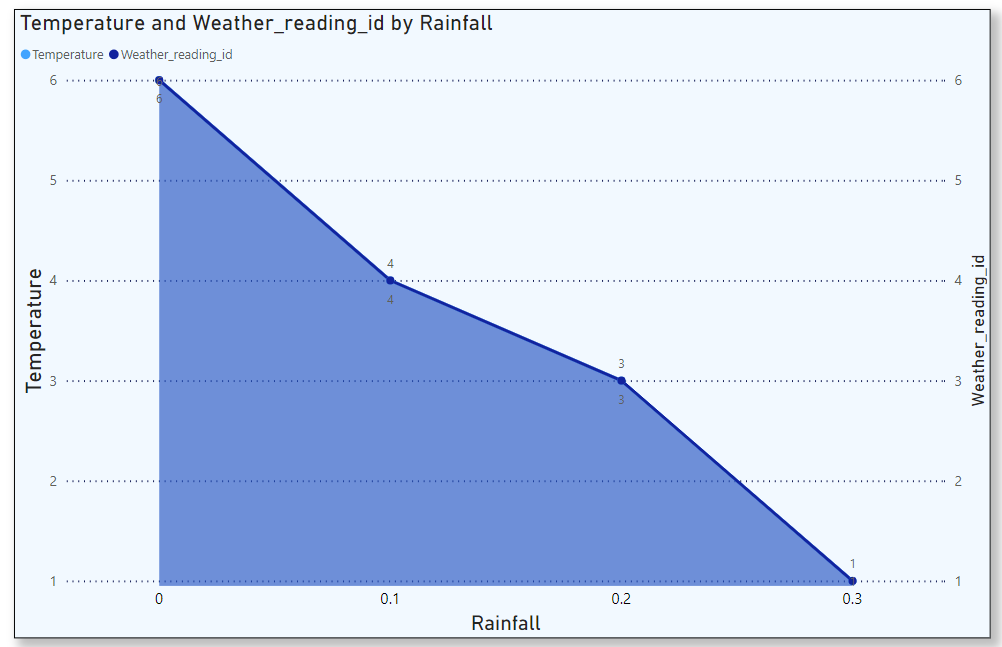 Temperature and Weather_reading_id by Rainfall
Temperature Weather_reading_id
6 6
6
5 5
4
4 4
4
3
3 3
3
2 2
1
1 1
0 0.1 0.2 0.3
Rainfall
Temperature
Weather_reading_id